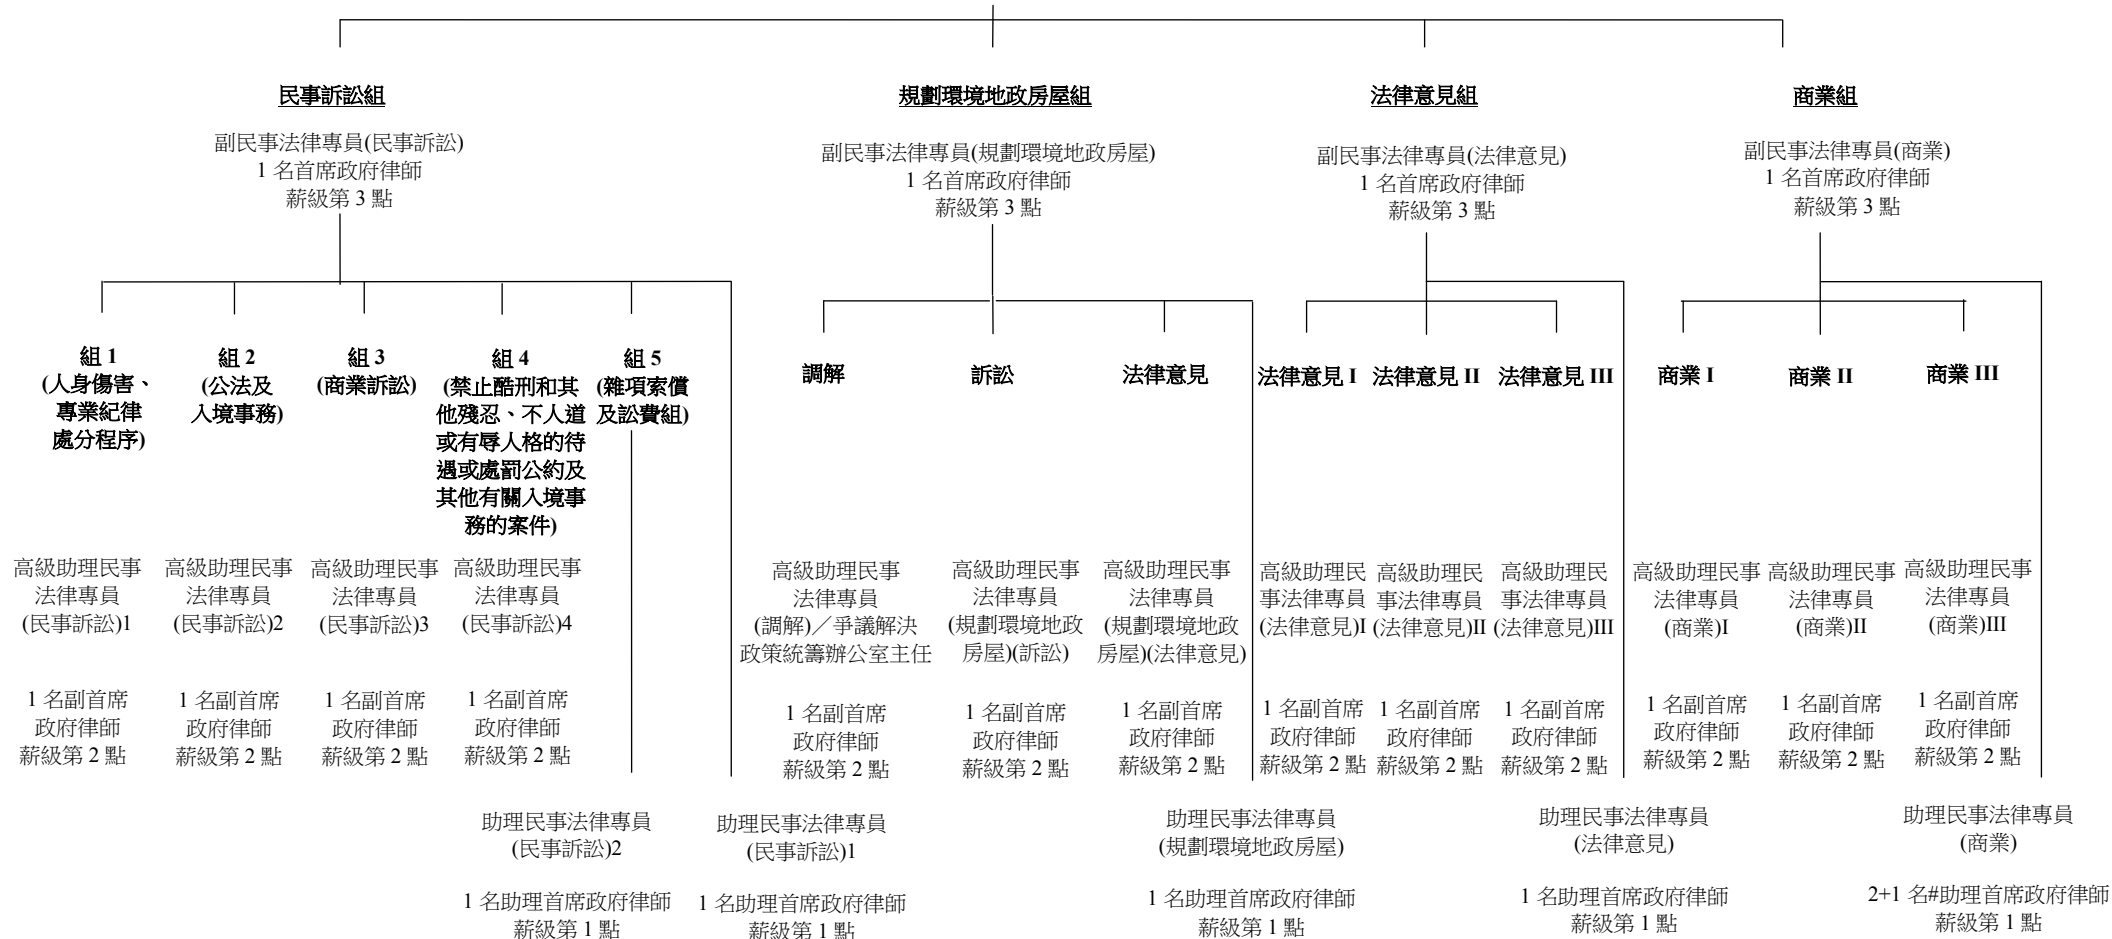 民事訴訟組
副民事法律專員(民事訴訟)
1 名首席政府律師
薪級第 3 點
規劃環境地政房屋組
副民事法律專員(規劃環境地政房屋)
1 名首席政府律師
薪級第 3 點
法律意見組
副民事法律專員(法律意見)
1 名首席政府律師
薪級第 3 點
商業組
副民事法律專員(商業)
1 名首席政府律師
薪級第 3 點
組 1
(人身傷害、
專業紀律
處分程序)
高級助理民事
法律專員
(民事訴訟)1
1 名副首席
政府律師
薪級第 2 點
組 2
(公法及
入境事務)
高級助理民事
法律專員
(民事訴訟)2
1 名副首席
政府律師
薪級第 2 點
組 3
(商業訴訟)
高級助理民事
法律專員
(民事訴訟)3
1 名副首席
政府律師
薪級第 2 點
組 4
(禁止酷刑和其
他殘忍、不人道
或有辱人格的待
遇或處罰公約及
其他有關入境事
務的案件)
高級助理民事
法律專員
(民事訴訟)4
1 名副首席
政府律師
薪級第 2 點
組 5
(雜項索償
及訟費組)
助理民事法律專員
(民事訴訟)2
1 名助理首席政府律師
薪級第 1 點
助理民事法律專員
(民事訴訟)1
1 名助理首席政府律師
薪級第 1 點
調解
高級助理民事
法律專員
(調解)／爭議解決
政策統籌辦公室主任
1 名副首席
政府律師
薪級第 2 點
訴訟
高級助理民事
法律專員
(規劃環境地政
房屋)(訴訟)
1 名副首席
政府律師
薪級第 2 點
法律意見
高級助理民事
法律專員
(規劃環境地政
房屋)(法律意見)
1 名副首席
政府律師
薪級第 2 點
助理民事法律專員
(規劃環境地政房屋)
1 名助理首席政府律師
薪級第 1 點
法律意見 I
高級助理民
事法律專員
(法律意見)I
1 名副首席
政府律師
薪級第 2 點
法律意見 II
高級助理民
事法律專員
(法律意見)II
1 名副首席
政府律師
薪級第 2 點
法律意見 III
高級助理民
事法律專員
(法律意見)III
1 名副首席
政府律師
薪級第 2 點
助理民事法律專員
(法律意見)
1 名助理首席政府律師
薪級第 1 點
商業 I
高級助理民事
法律專員
(商業)I
1 名副首席
政府律師
薪級第 2 點
商業 II
高級助理民事
法律專員
(商業)II
1 名副首席
政府律師
薪級第 2 點
商業 III
高級助理民事
法律專員
(商業)III
1 名副首席
政府律師
薪級第 2 點
助理民事法律專員
(商業)
2+1 名#助理首席政府律師
薪級第 1 點